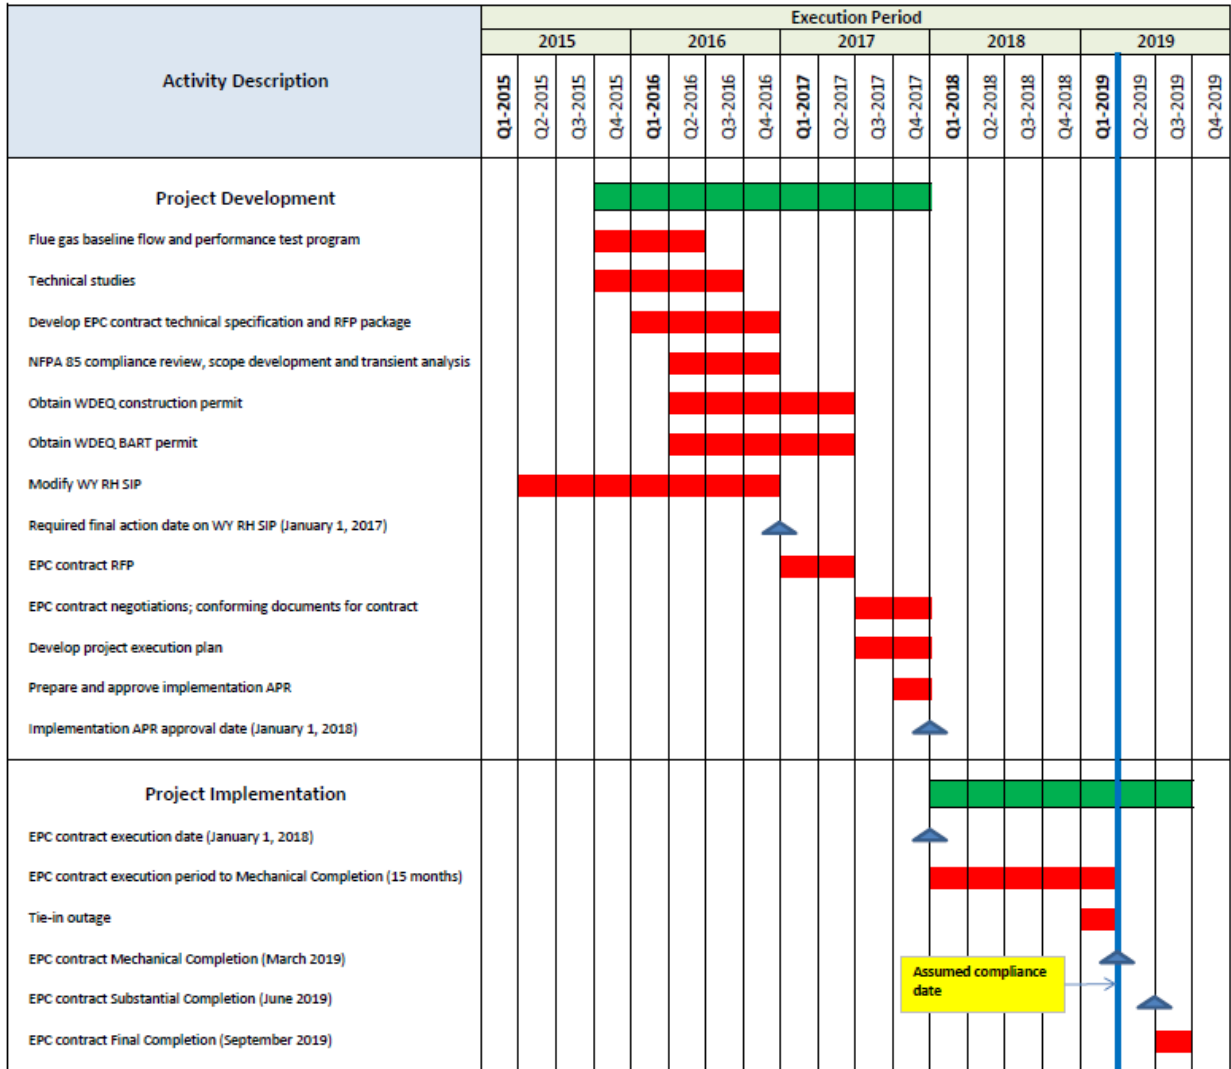 Execution Period
2015 2016 2017 2018 2019
Activity Description
Q1-2015 Q2-2015 Q3-2015 Q4-2015 Q1-2016 Q2-2016 Q3-2016 Q4-2016 Q1-2017 Q2-2017 Q3-2017 Q4-2017 Q1-2018 Q2-2018 Q3-2018 Q4-2018 Q1-2019 Q2-2019 Q3-2019 Q4-2019
Project Development
Flue gas baseline flow and performance test program
Technical studies
Develop EPC contract technical specification and RFP package
NFPA 85 compliance review, scope development and transient analysis
Obtain WDEQ construction permit
Obtain WDEQ BART permit
Modify WY RH SIP
Required final action date on WY RH SIP (January 1, 2017)
EPC contract RFP
EPC contract negotiations; conforming documents for contract
Develop project execution plan
Prepare and approve implementation APR
Implementation APR approval date (January 1, 2018)
Project Implementation
EPC contract execution date (January 1, 2018)
EPC contract execution period to Mechanical Completion (15 months)
Tie-in outage
EPC contract Mechanical Completion (March 2019)
Assumed compliance
date
EPC contract Substantial Completion (June 2019)
EPC contract Final Completion (September 2019)